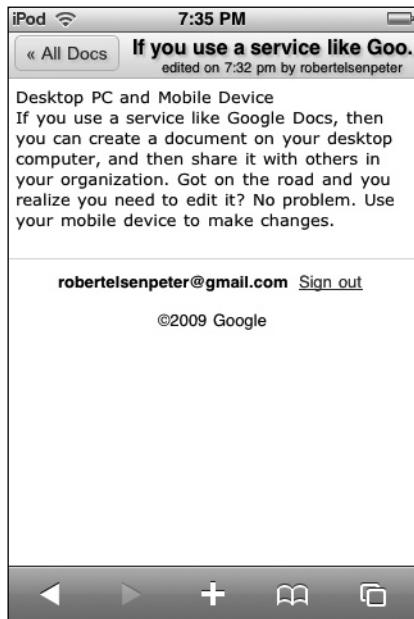 iPod 7:35 PM
« All Docs
If you use a service like Goo.
edited on 7:32 pm by robertelsenpeter
Desktop PC and Mobile Device
If you use a service like Google Docs, then
you can create a document on your desktop
computer, and then share it with others in
your organization. Got on the road and you
realize you need to edit it? No problem. Use
your mobile device to make changes.
robertelsenpeter@gmail.com Sign out
©2009 Google